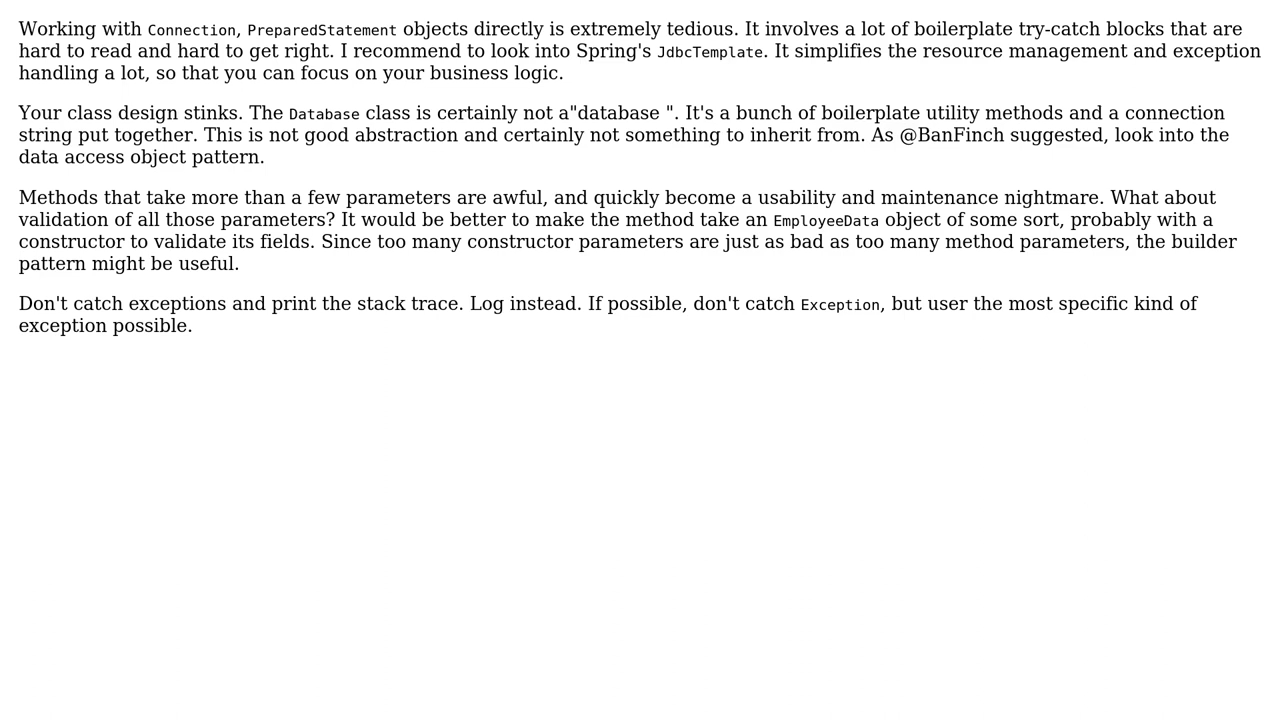 Working with Connection, PreparedStatement objects directly is extremely tedious. It involves a lot of boilerplate try-catch blocks that are
hard to read and hard to get right. I recommend to look into Spring's JdbcTemplate. It simplifies the resource management and exception
handling a lot, so that you can focus on your business logic.
Your class design stinks. The Database class is certainly not a"database ". It's a bunch of boilerplate utility methods and a connection
string put together. This is not good abstraction and certainly not something to inherit from. As @BanFinch suggested, look into the
data access object pattern.
Methods that take more than a few parameters are awful, and quickly become a usability and maintenance nightmare. What about
validation of all those parameters? It would be better to make the method take an EmployeeData object of some sort, probably with a
constructor to validate its fields. Since too many constructor parameters are just as bad as too many method parameters, the builder
pattern might be useful.
Don't catch exceptions and print the stack trace. Log instead. If possible, don't catch Exception, but user the most specific kind of
exception possible.